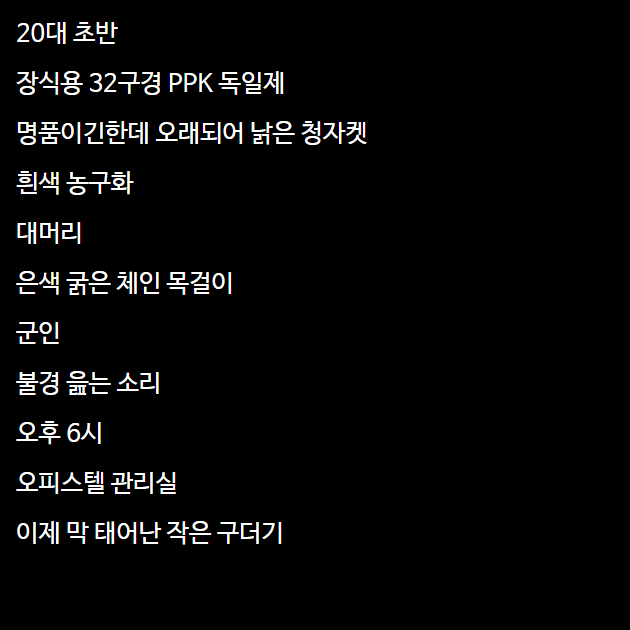 20대 초반
장식용 32구경 PPK 독일제
명품이긴한데 오래되어 낡은 청자켓
흰색 농구화
대머리
은색 굵은 체인 목걸이
군인
불경 읊는 소리
오후 6시
오피스텔 관리실
이제 막 태어난 작은 구더기